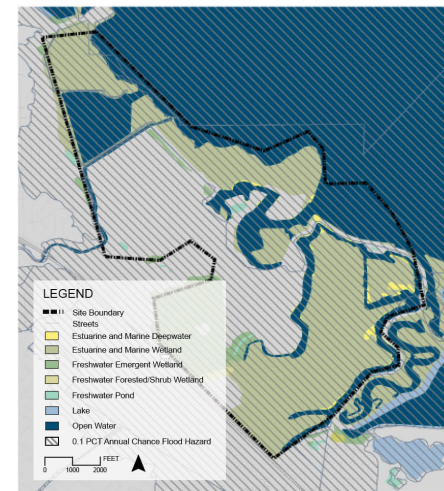 LEGEND
Site Boundary
Streets
Estuarine and Marine Deepwater
Estuarine and Marine Wetland
Freshwater Emergent Wetland
Freshwater Forested/Shrub Wetland
Freshwater Pond
Lake
Open Water
0.1 PCT Annual Chance Flood Hazard
FEET
0 1000 2000